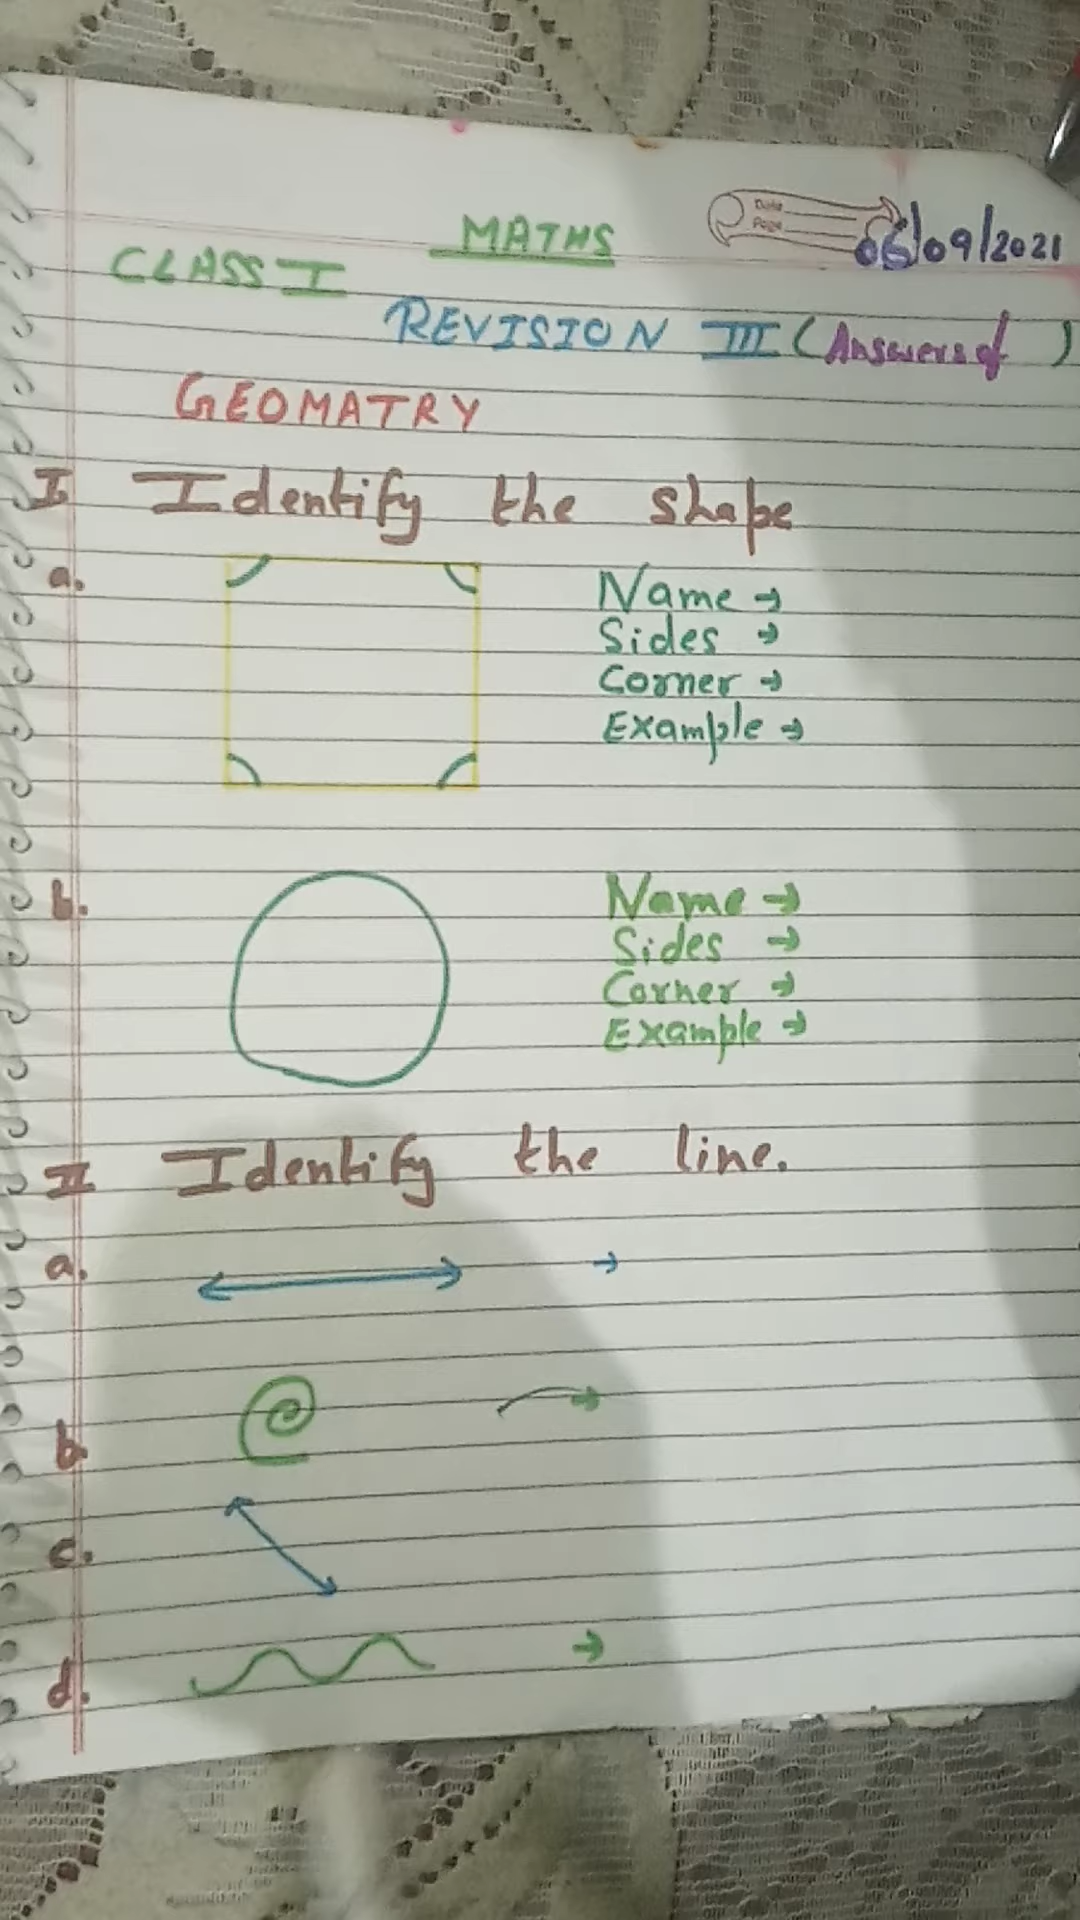 Date
Page
06/09/2021
MATHS
CLASS I
REVISION III (Answers of )
GEOMATRY
I Identify the shape
a.
Name →
Sides →
Corner →
Example →
b.
Name →
Sides →
Corner →
Example →
II Identify the line.
a. →
b. →
c.
d. →